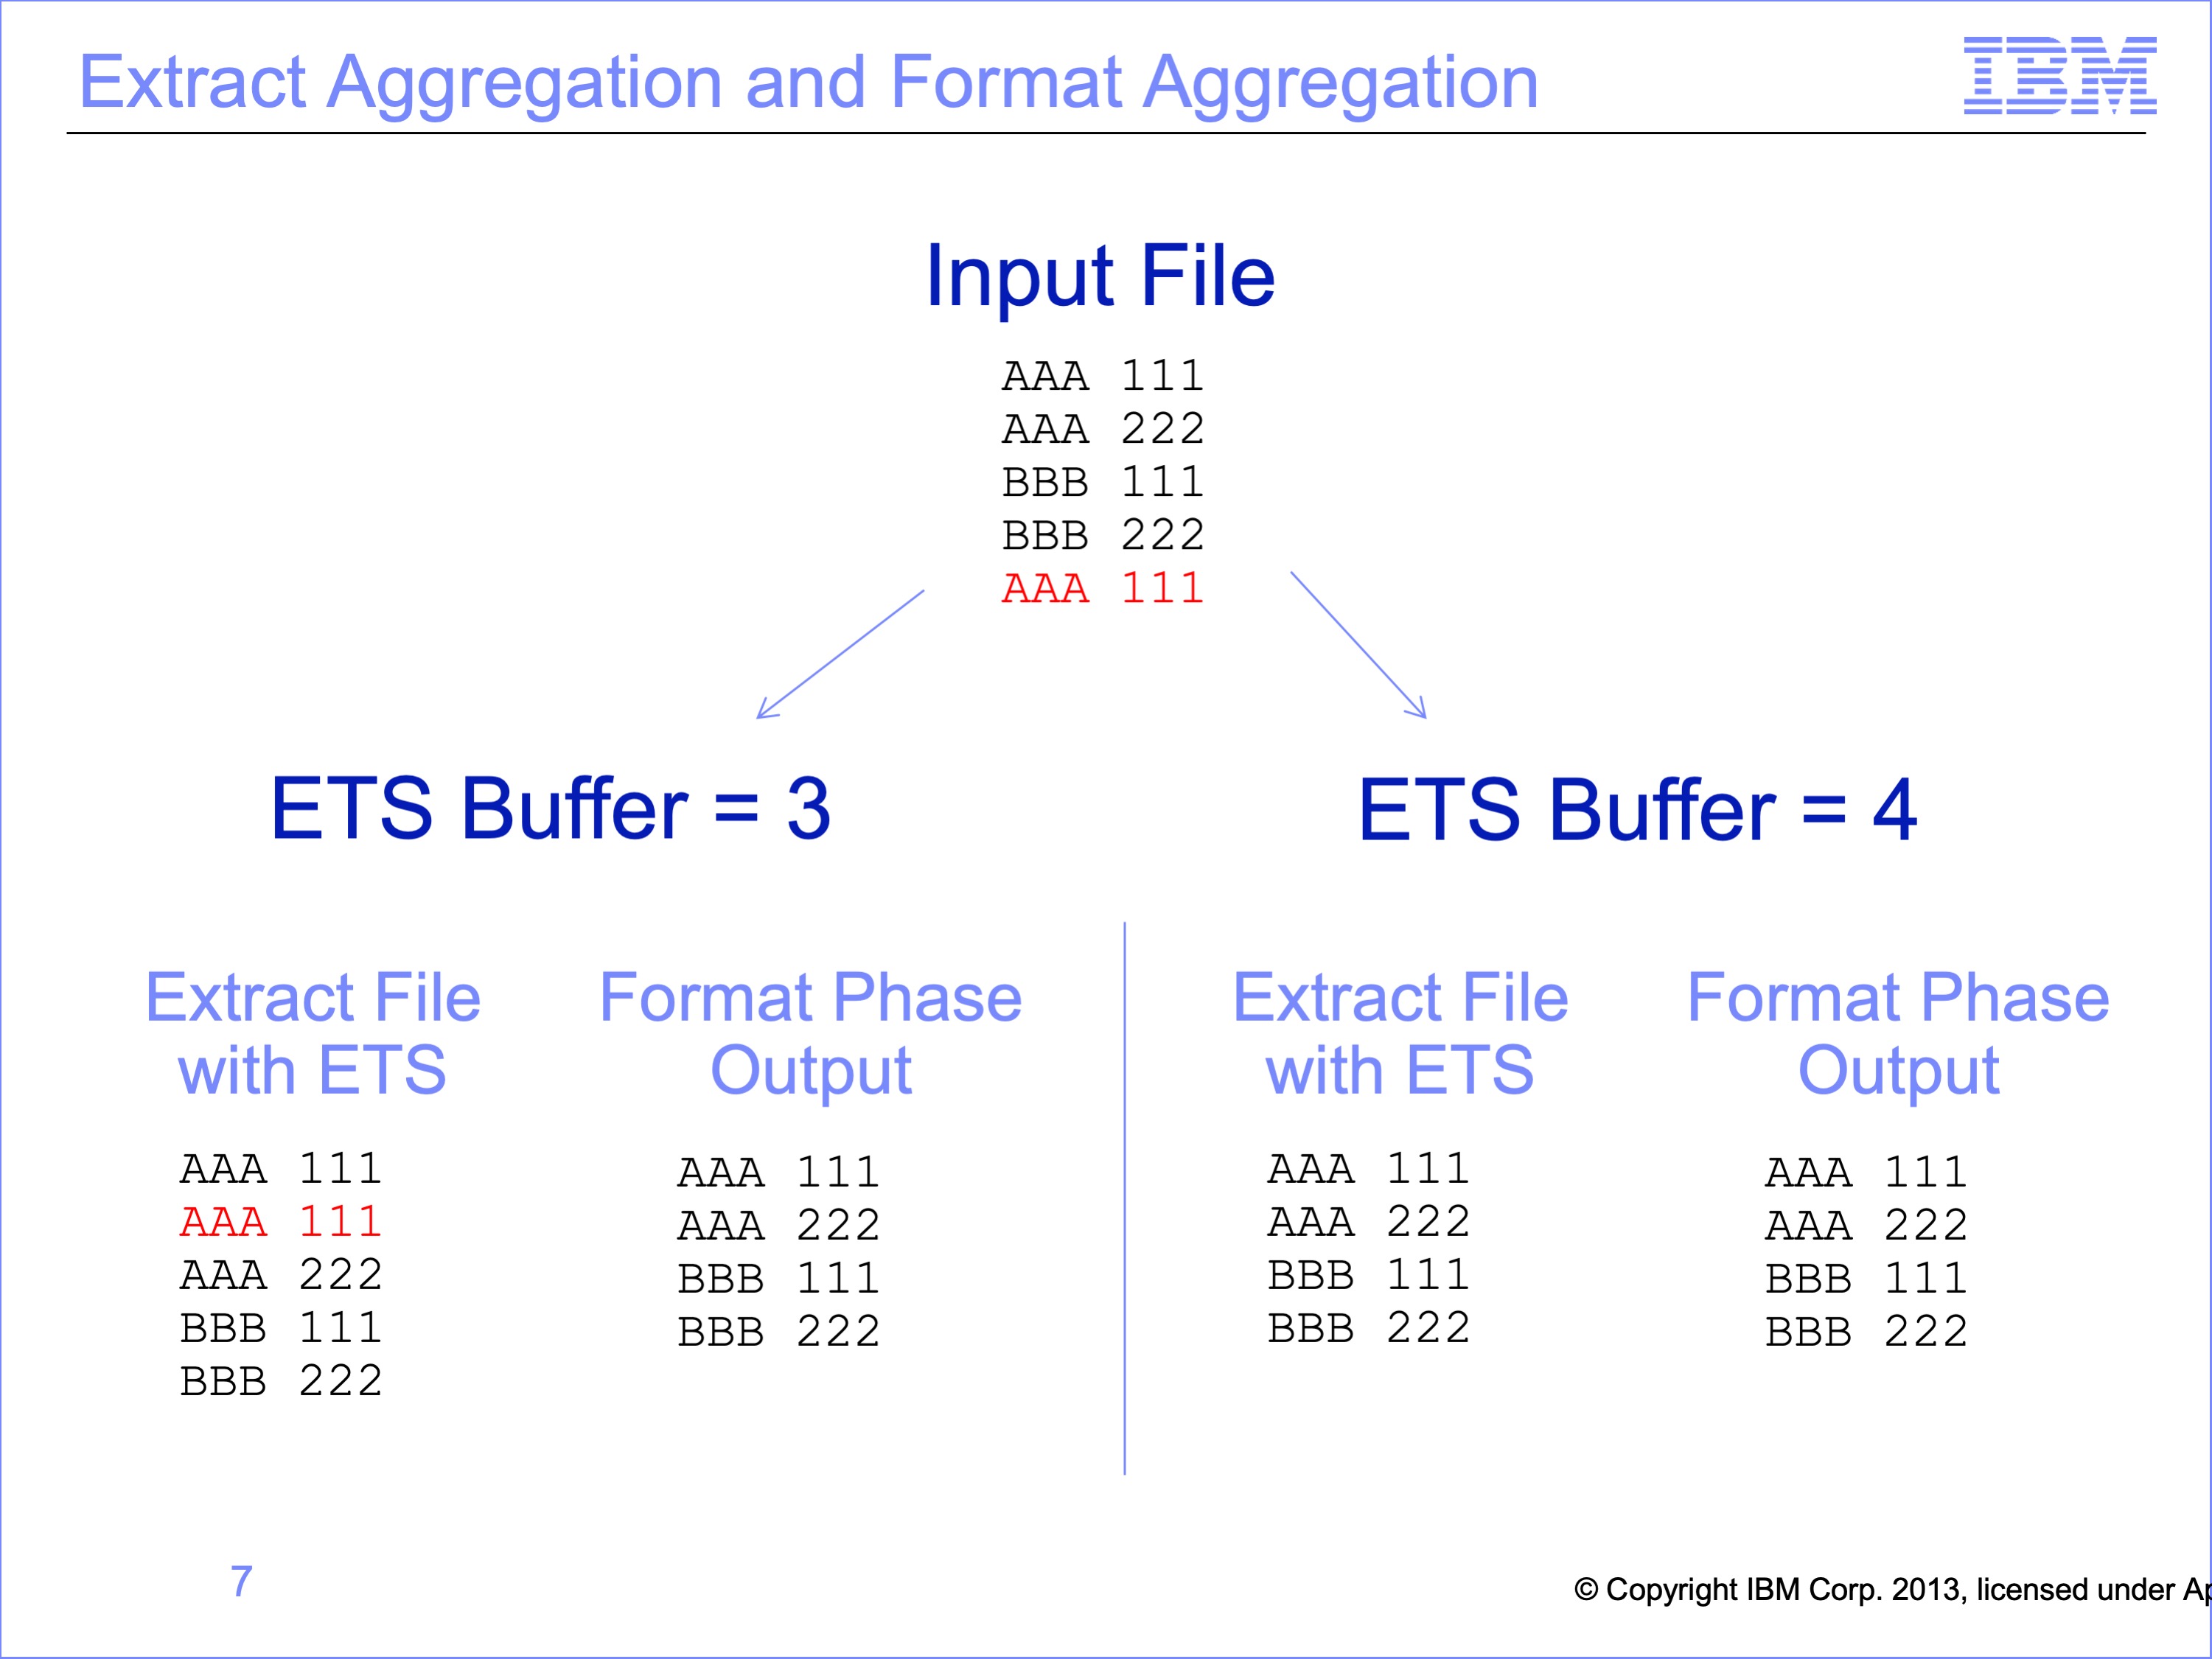 Extract Aggregation and Format Aggregation
IBM
Input File
AAA 111
AAA 222
BBB 111
BBB 222
AAA 111
ETS Buffer = 3
Extract File
with ETS
AAA 111
AAA 111
AAA 222
BBB 111
BBB 222
Format Phase
Output
AAA 111
AAA 222
BBB 111
BBB 222
ETS Buffer = 4
Extract File
with ETS
AAA 111
AAA 222
BBB 111
BBB 222
Format Phase
Output
AAA 111
AAA 222
BBB 111
BBB 222
7
© Copyright IBM Corp. 2013, licensed under